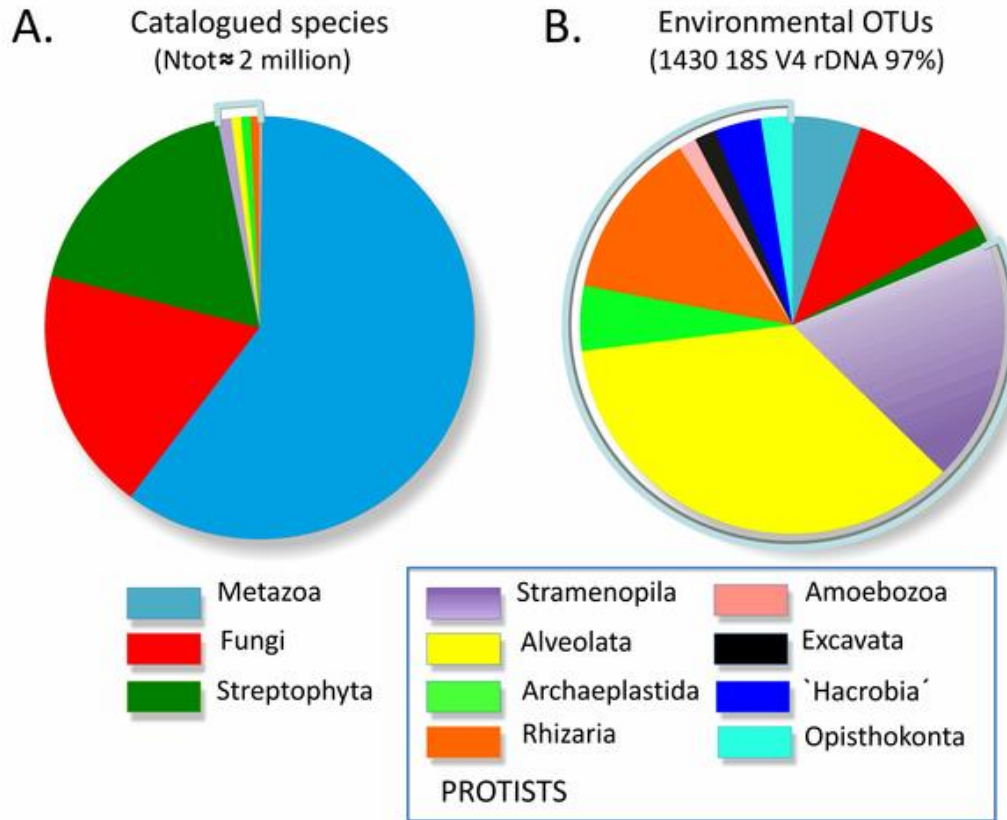 A. Catalogued species
(Ntot≈ 2 million)
B. Environmental OTUs
(1430 18S V4 rDNA 97%)
Metazoa
Fungi
Streptophyta
Stramenopila
Alveolata
Archaeplastida
Rhizaria
Amoebozoa
Excavata
`Hacrobia´
Opisthokonta
PROTISTS